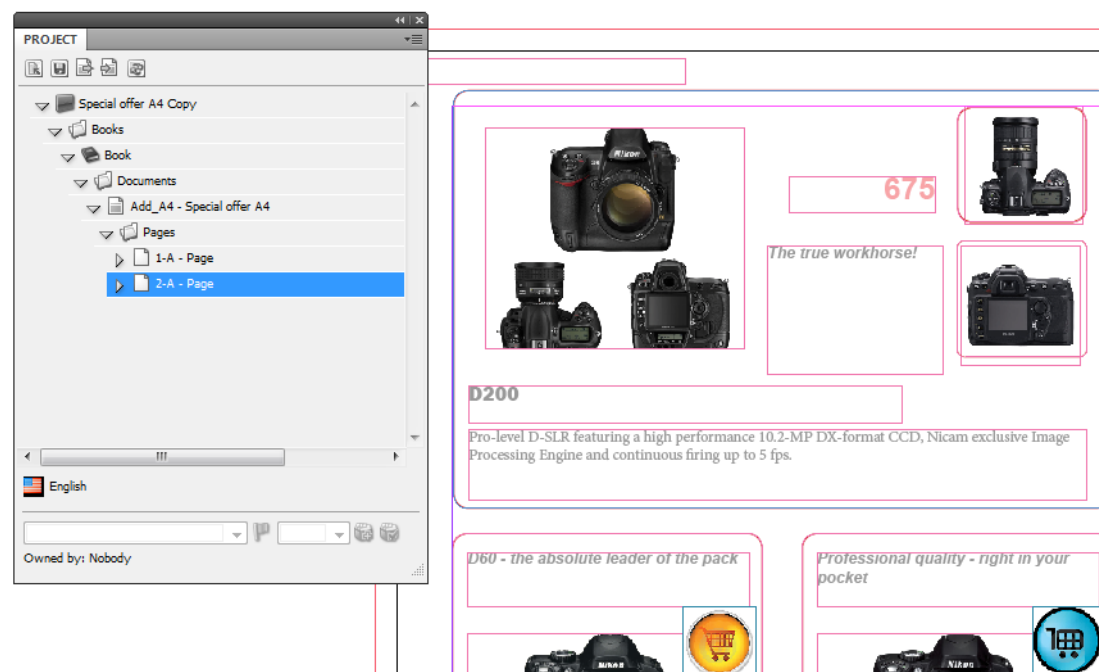 PROJECT
Special offer A4 Copy
Books
Book
Documents
Add_A4 - Special offer A4
Pages
1-A - Page
2-A - Page
English
Owned by: Nobody
Nikon
675
The true workhorse!
D200
Pro-level D-SLR featuring a high performance 10.2-MP DX-format CCD, Nicam exclusive Image
Processing Engine and continuous firing up to 5 fps.
D60 - the absolute leader of the pack
Professional quality - right in your
pocket
Nikon
Nikon